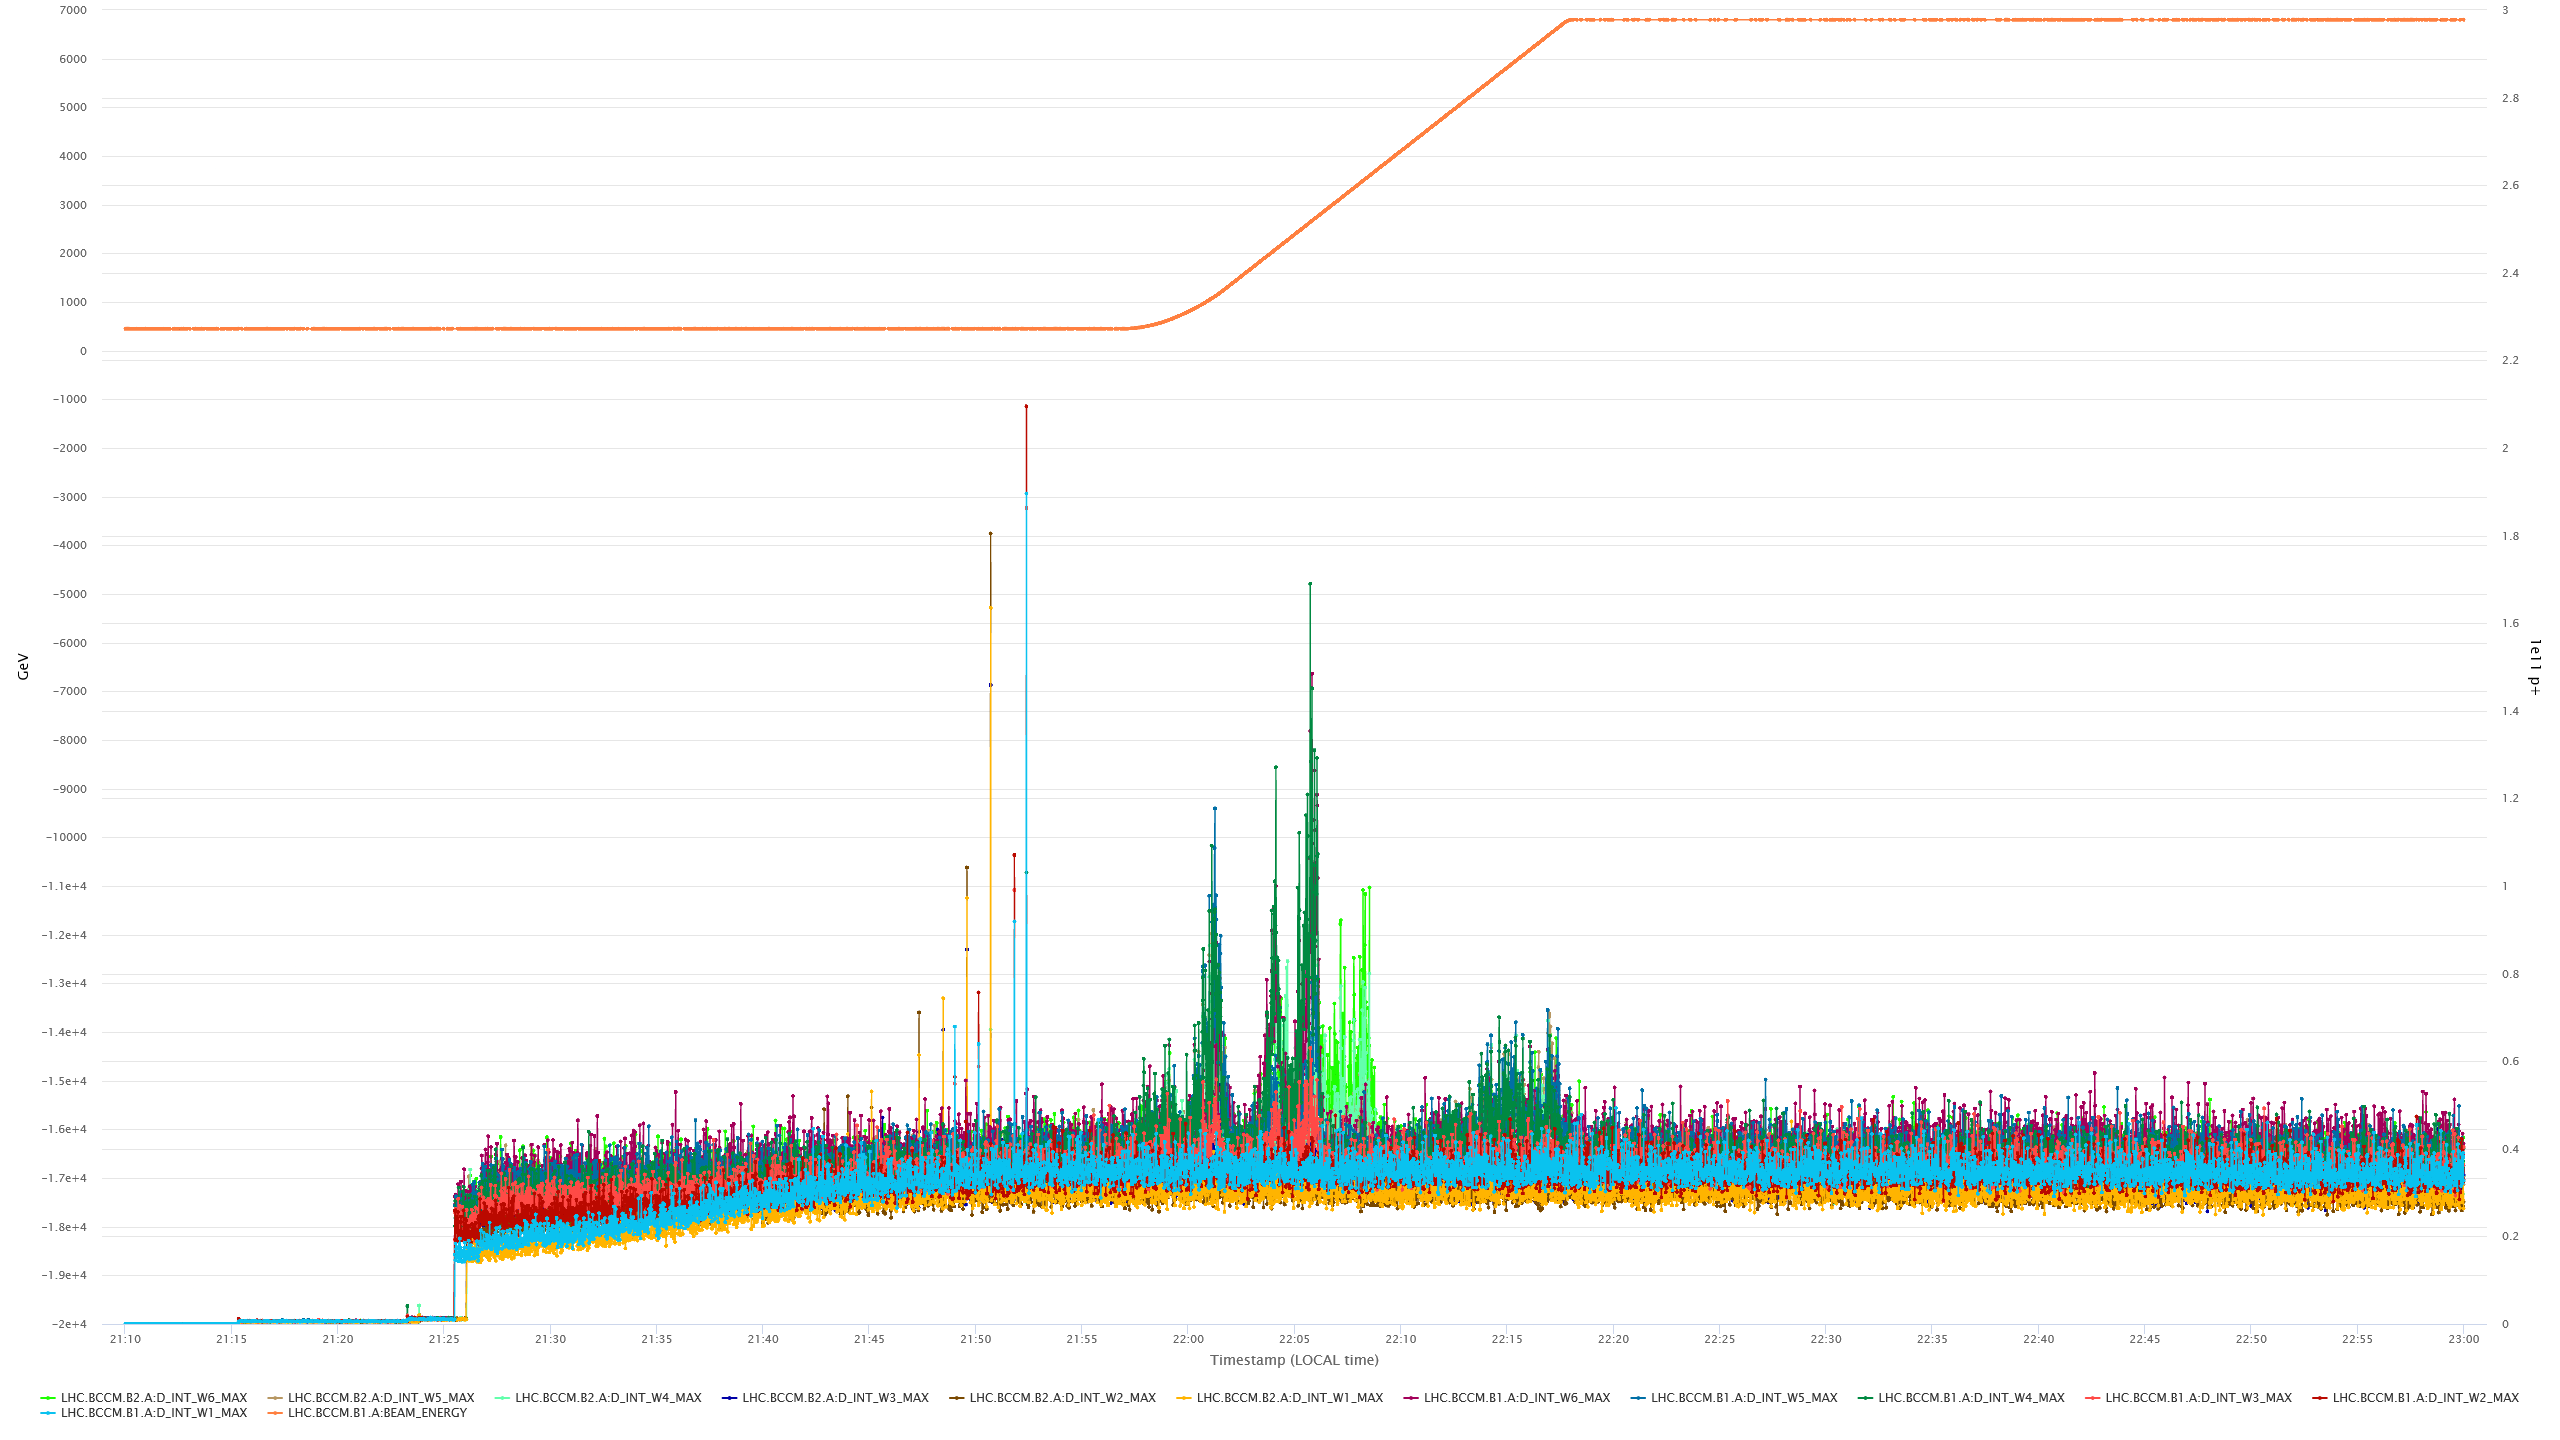 7000
6000
5000
4000
3000
2000
1000
0
−1000
−2000
−3000
−4000
−5000
−6000
−7000
−8000
−9000
−10000
−1.1e+4
−1.2e+4
−1.3e+4
−1.4e+4
−1.5e+4
−1.6e+4
−1.7e+4
−1.8e+4
−1.9e+4
−2e+4
GeV
3
2.8
2.6
2.4
2.2
2
1.8
1.6
1.4
1.2
1
0.8
0.6
0.4
0.2
0
1e11 p+
21:10 21:15 21:20 21:25 21:30 21:35 21:40 21:45 21:50 21:55 22:00 22:05 22:10 22:15 22:20 22:25 22:30 22:35 22:40 22:45 22:50 22:55 23:00
Timestamp (LOCAL time)
LHC.BCCM.B2.A:D_INT_W6_MAX LHC.BCCM.B2.A:D_INT_W5_MAX LHC.BCCM.B2.A:D_INT_W4_MAX LHC.BCCM.B2.A:D_INT_W3_MAX LHC.BCCM.B2.A:D_INT_W2_MAX LHC.BCCM.B2.A:D_INT_W1_MAX LHC.BCCM.B1.A:D_INT_W6_MAX LHC.BCCM.B1.A:D_INT_W5_MAX LHC.BCCM.B1.A:D_INT_W4_MAX LHC.BCCM.B1.A:D_INT_W3_MAX LHC.BCCM.B1.A:D_INT_W2_MAX
LHC.BCCM.B1.A:D_INT_W1_MAX LHC.BCCM.B1.A:BEAM_ENERGY